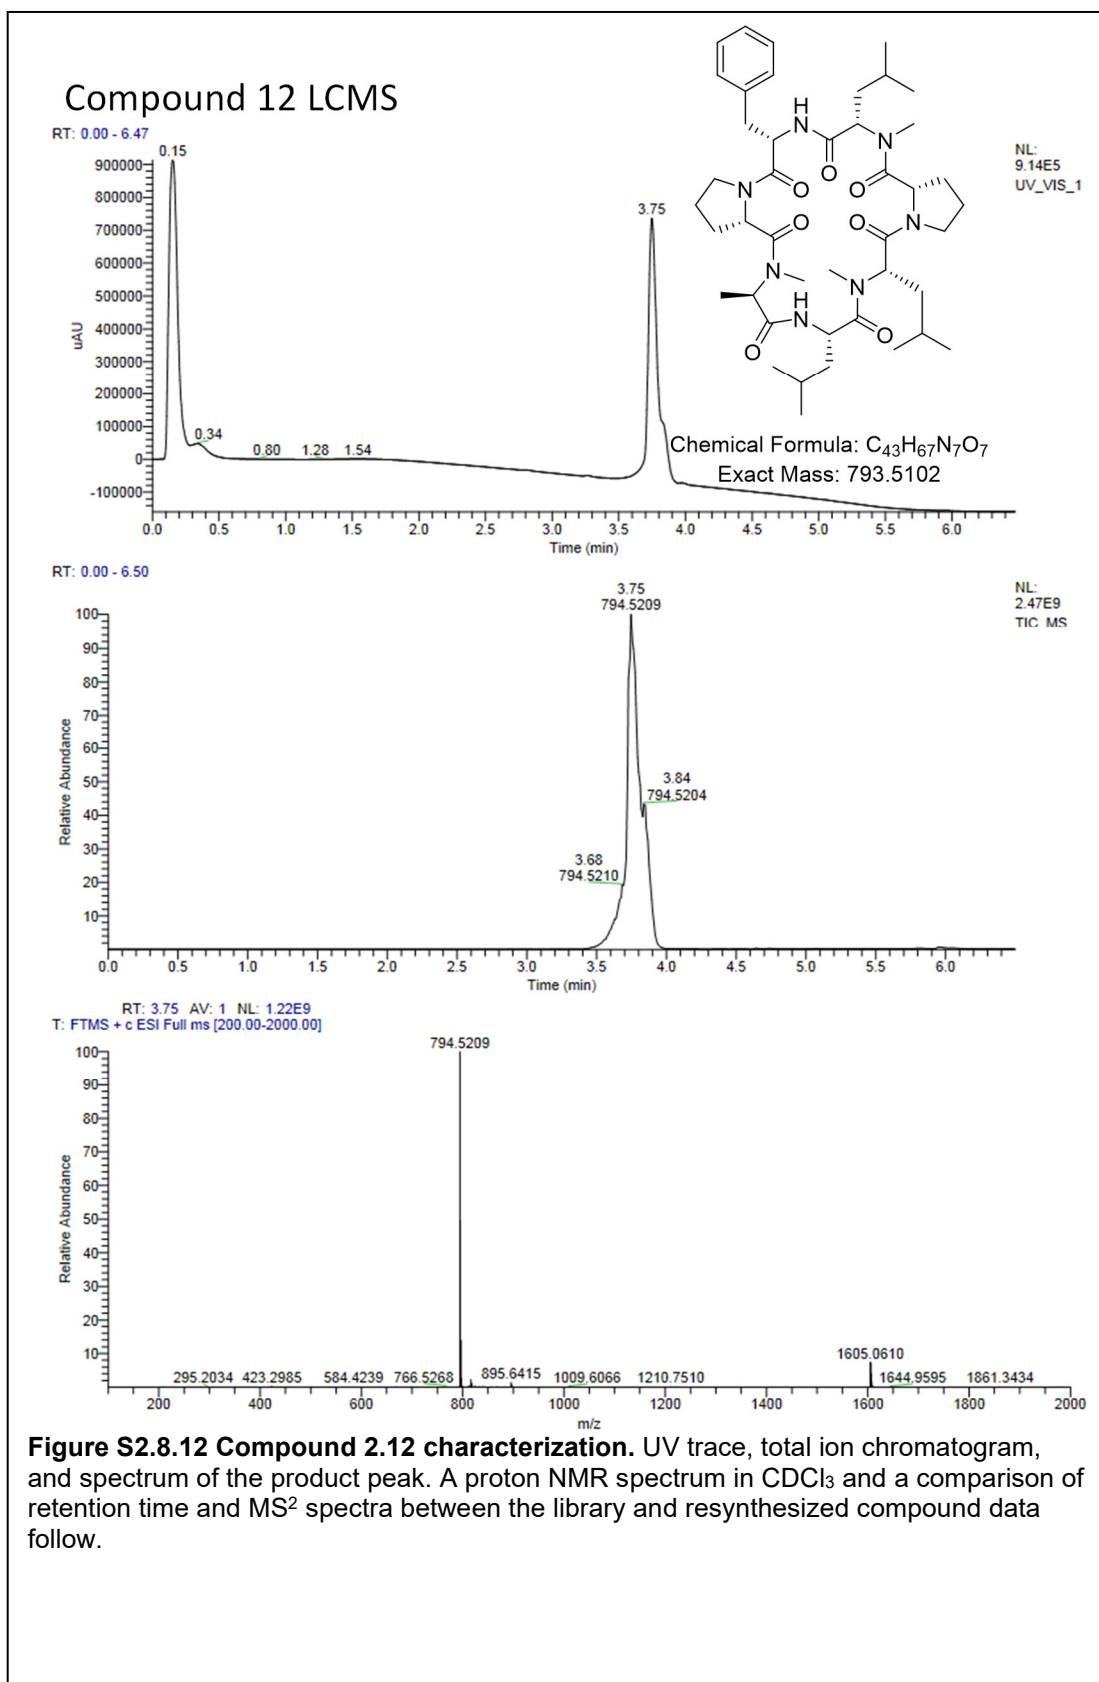 Compound 12 LCMS
RT: 0.00 - 6.47
NL:
9.14E5
UV_VIS_1
0.15
3.75
0.34
0.80
1.28
1.54
900000
800000
700000
600000
500000
400000
300000
200000
100000
0
-100000
uAU
0.0 0.5 1.0 1.5 2.0 2.5 3.0 3.5 4.0 4.5 5.0 5.5 6.0
Time (min)
H
N
O
N
O
N
O
N
O
N
O
N
H
N
O
O
Chemical Formula: C43H67N7O7
Exact Mass: 793.5102
RT: 0.00 - 6.50
NL:
2.47E9
TIC MS
3.75
794.5209
3.84
794.5204
3.68
794.5210
100
90
80
70
60
50
40
30
20
10
Relative Abundance
0.0 0.5 1.0 1.5 2.0 2.5 3.0 3.5 4.0 4.5 5.0 5.5 6.0
Time (min)
RT: 3.75 AV: 1 NL: 1.22E9
T: FTMS + c ESI Full ms [200.00-2000.00]
794.5209
1605.0610
295.2034 423.2985 584.4239 766.5268 895.6415 1009.6066 1210.7510 1644.9595 1861.3434
100
90
80
70
60
50
40
30
20
10
Relative Abundance
200 400 600 800 1000 1200 1400 1600 1800 2000
m/z
Figure S2.8.12 Compound 2.12 characterization. UV trace, total ion chromatogram,
and spectrum of the product peak. A proton NMR spectrum in CDCl3 and a comparison of
retention time and MS2 spectra between the library and resynthesized compound data
follow.